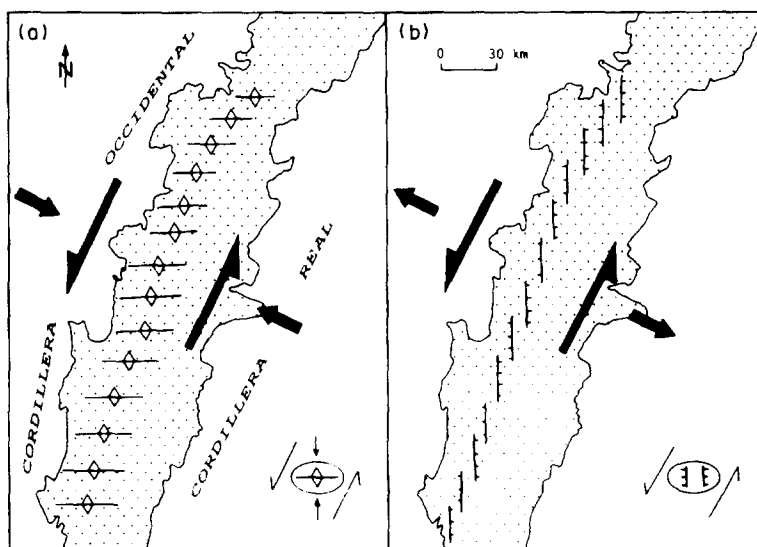 (a)
N
OCCIDENTAL
CORDILLERA
REAL
CORDILLERA
(b)
0 30 km